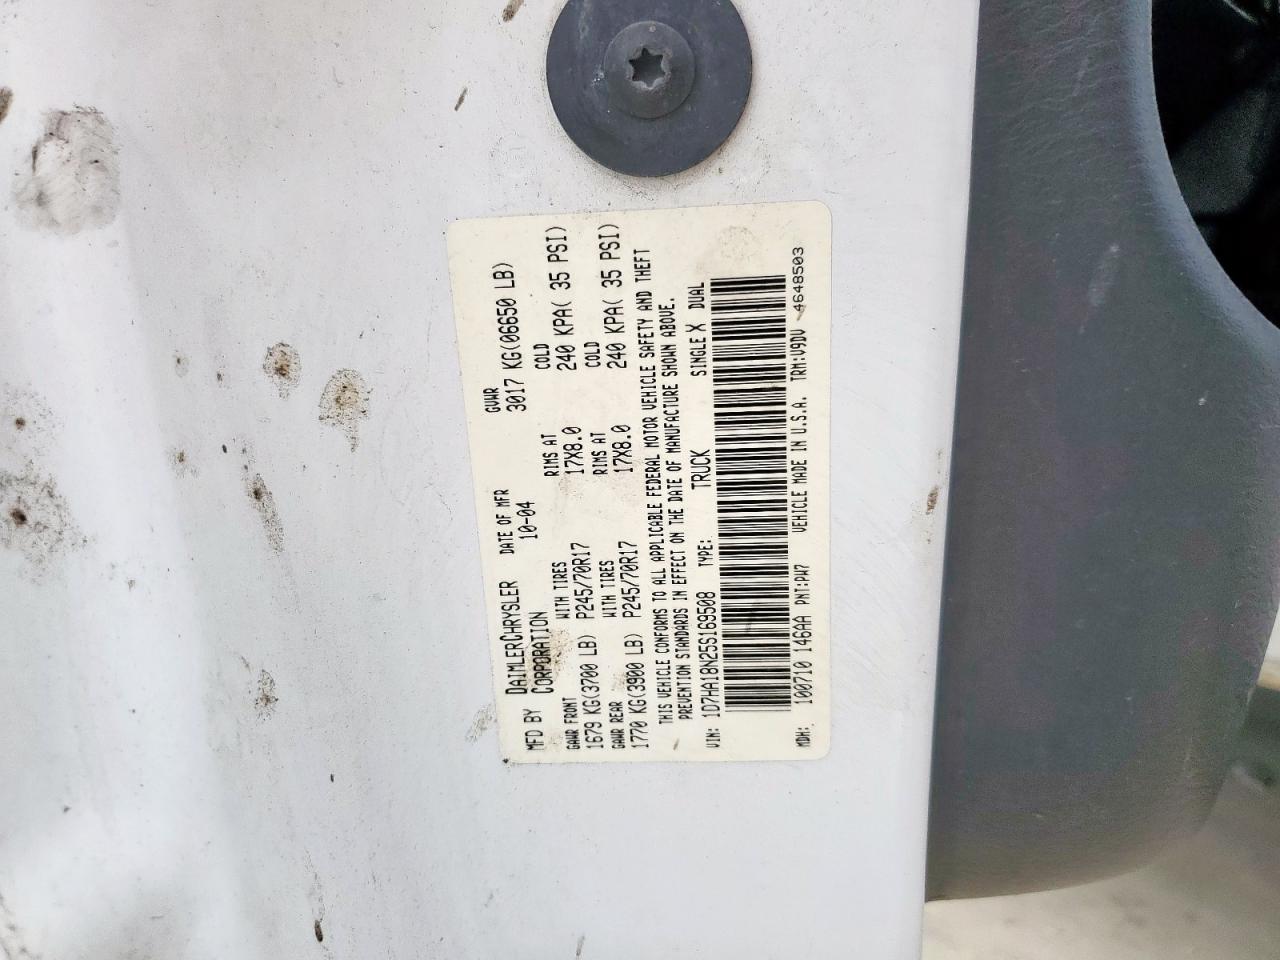 MFD BY DAIMLERCHRYSLER CORPORATION DATE OF MFR 10-04 GVWR 3017 KG(06650 LB)
GAWR FRONT WITH TIRES RIMS AT COLD
1679 KG(3700 LB) P245/70R17 17X8.0 240 KPA( 35 PSI)
GAWR REAR WITH TIRES RIMS AT COLD
1770 KG(3900 LB) P245/70R17 17X8.0 240 KPA( 35 PSI)
THIS VEHICLE CONFORMS TO ALL APPLICABLE FEDERAL MOTOR VEHICLE SAFETY AND THEFT
PREVENTION STANDARDS IN EFFECT ON THE DATE OF MANUFACTURE SHOWN ABOVE.
VIN: 1D7HA18N25S169508 TYPE: TRUCK SINGLE X DUAL
MDH: 100710 146AA PNT:PW7 VEHICLE MADE IN U.S.A. TRM:V9DV 4648503